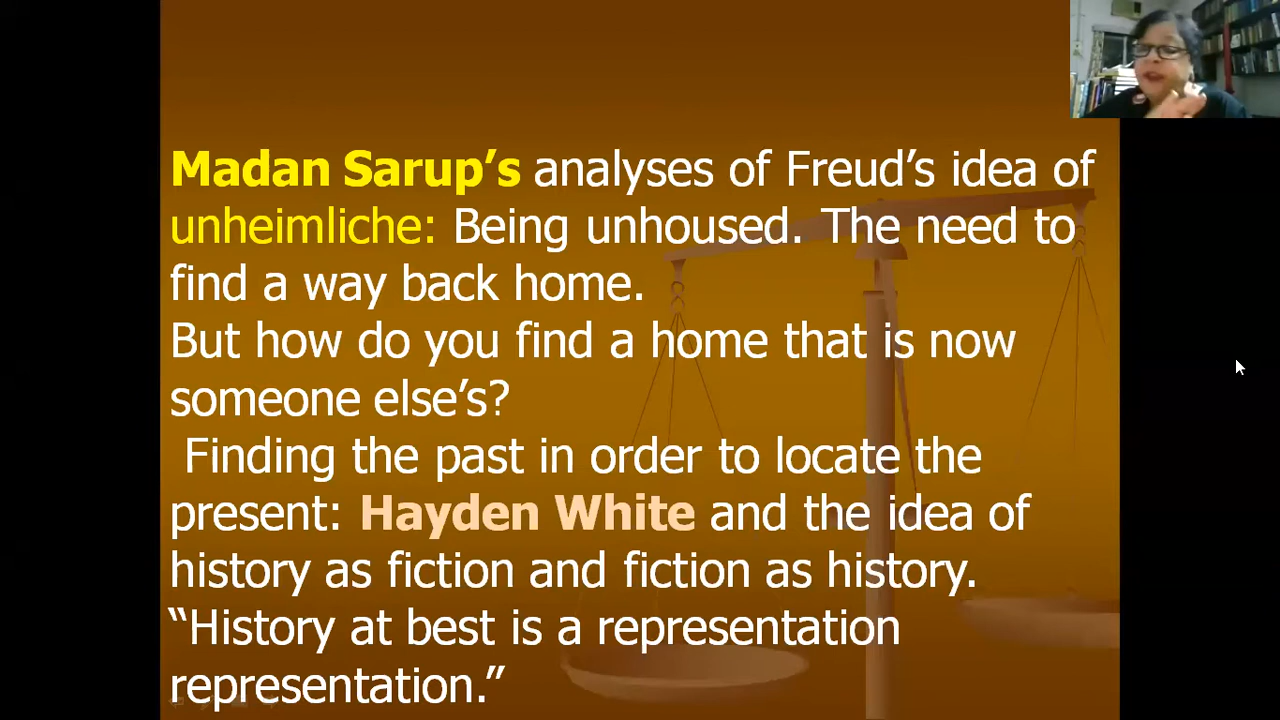 Madan Sarup’s analyses of Freud’s idea of
unheimliche: Being unhoused. The need to
find a way back home.
But how do you find a home that is now
someone else’s?
Finding the past in order to locate the
present: Hayden White and the idea of
history as fiction and fiction as history.
“History at best is a representation
representation.”